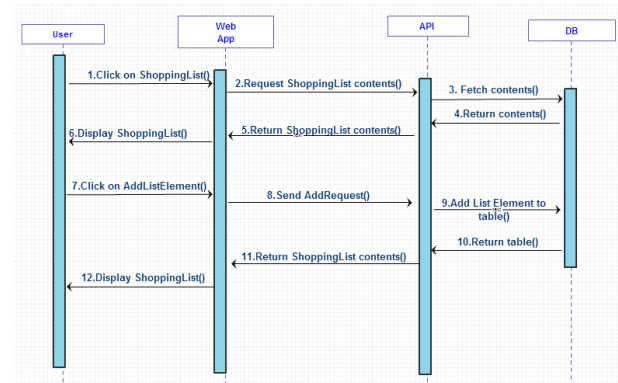 User
Web
App
API
DB
1.Click on ShoppingList()
2.Request ShoppingList contents()
3. Fetch contents()
4.Return contents()
5.Return ShoppingList contents()
6.Display ShoppingList()
7.Click on AddListElement()
8.Send AddRequest()
9.Add List Element to
table()
10.Return table()
11.Return ShoppingList contents()
12.Display ShoppingList()